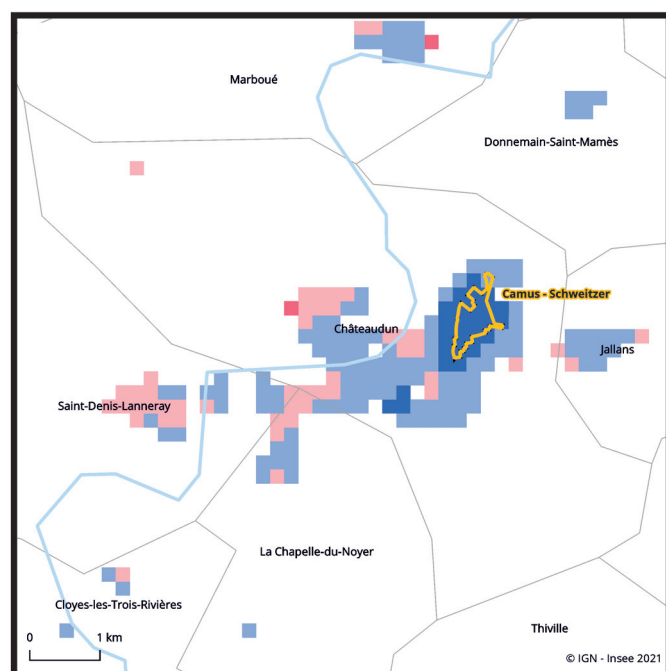 Marboué
Donnemain-Saint-Mamès
Camus - Schweitzer
Châteaudun
Jallans
Saint-Denis-Lanneray
La Chapelle-du-Noyer
Cloyes-les-Trois-Rivières
Thiville
0 1 km
© IGN - Insee 2021